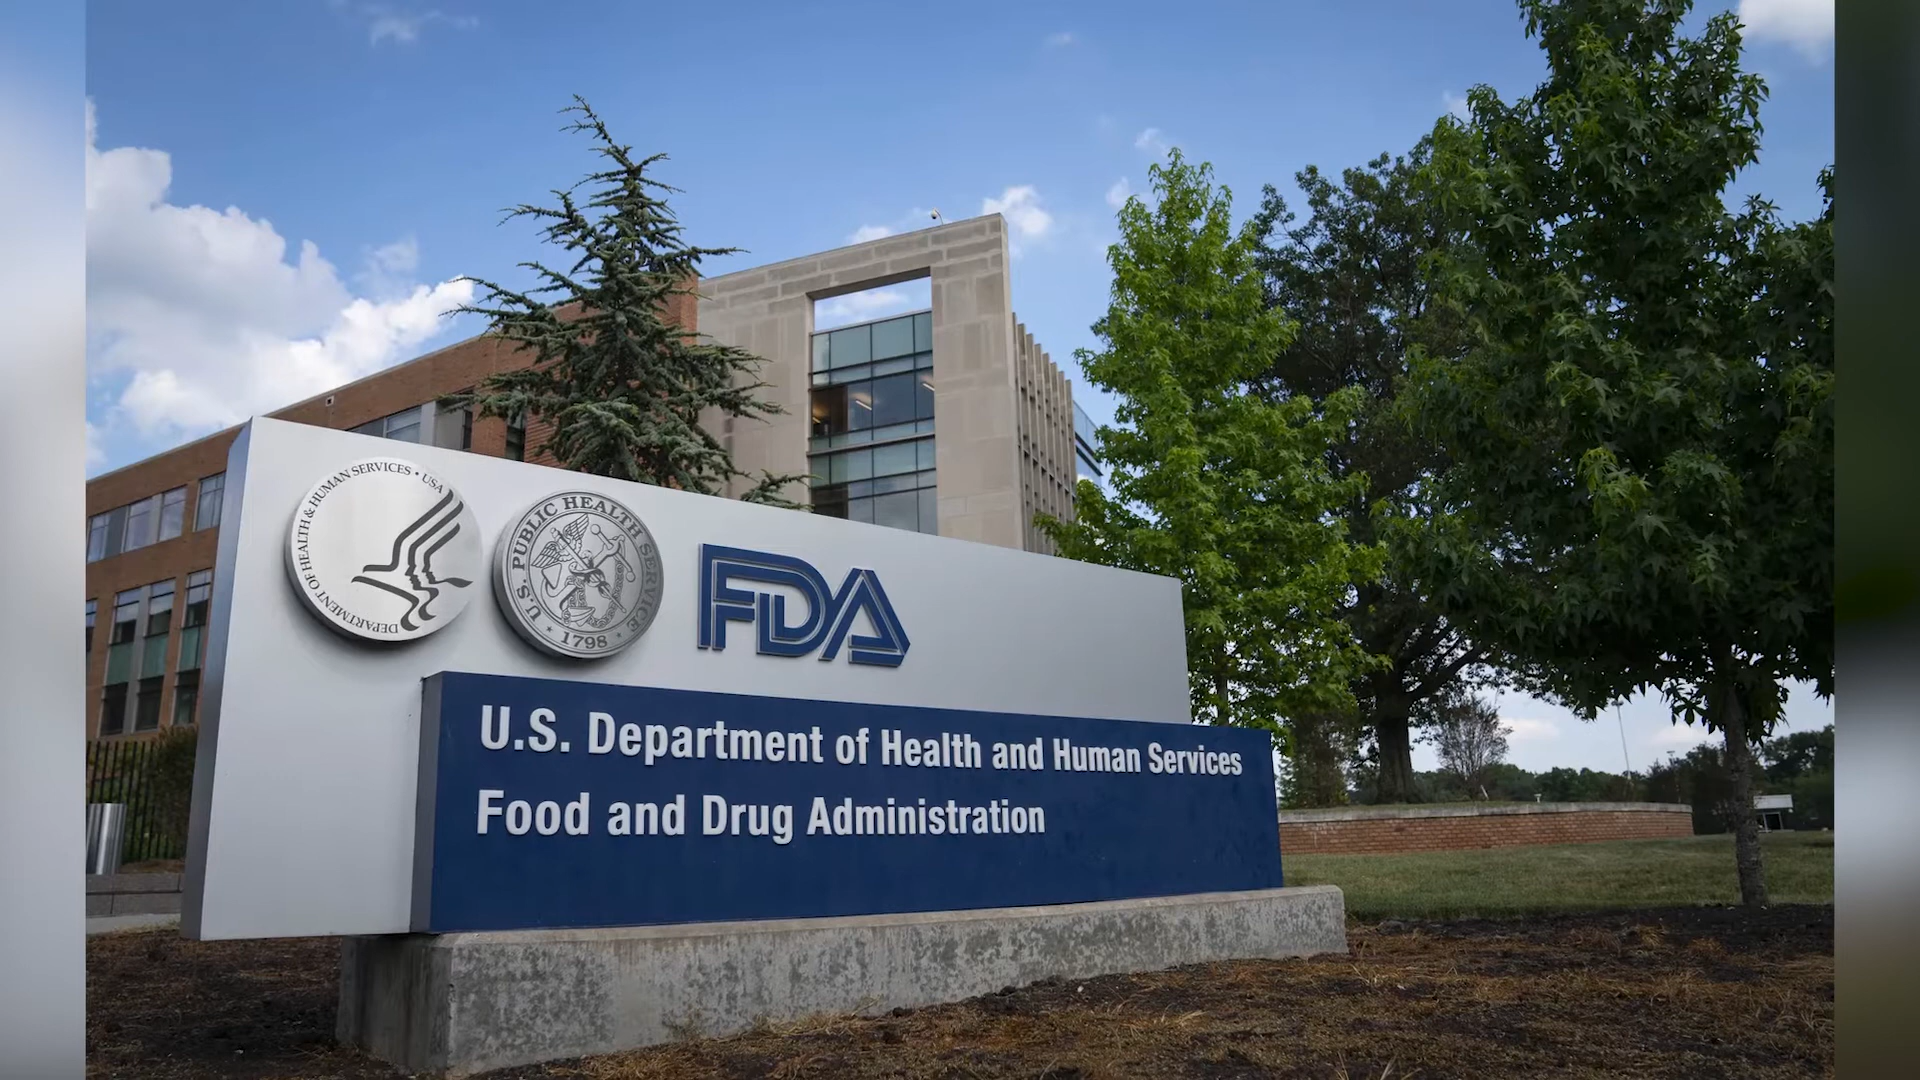 DEPARTMENT OF HEALTH & HUMAN SERVICES • USA
U.S. PUBLIC HEALTH SERVICE
1798
FDA
U.S. Department of Health and Human Services
Food and Drug Administration